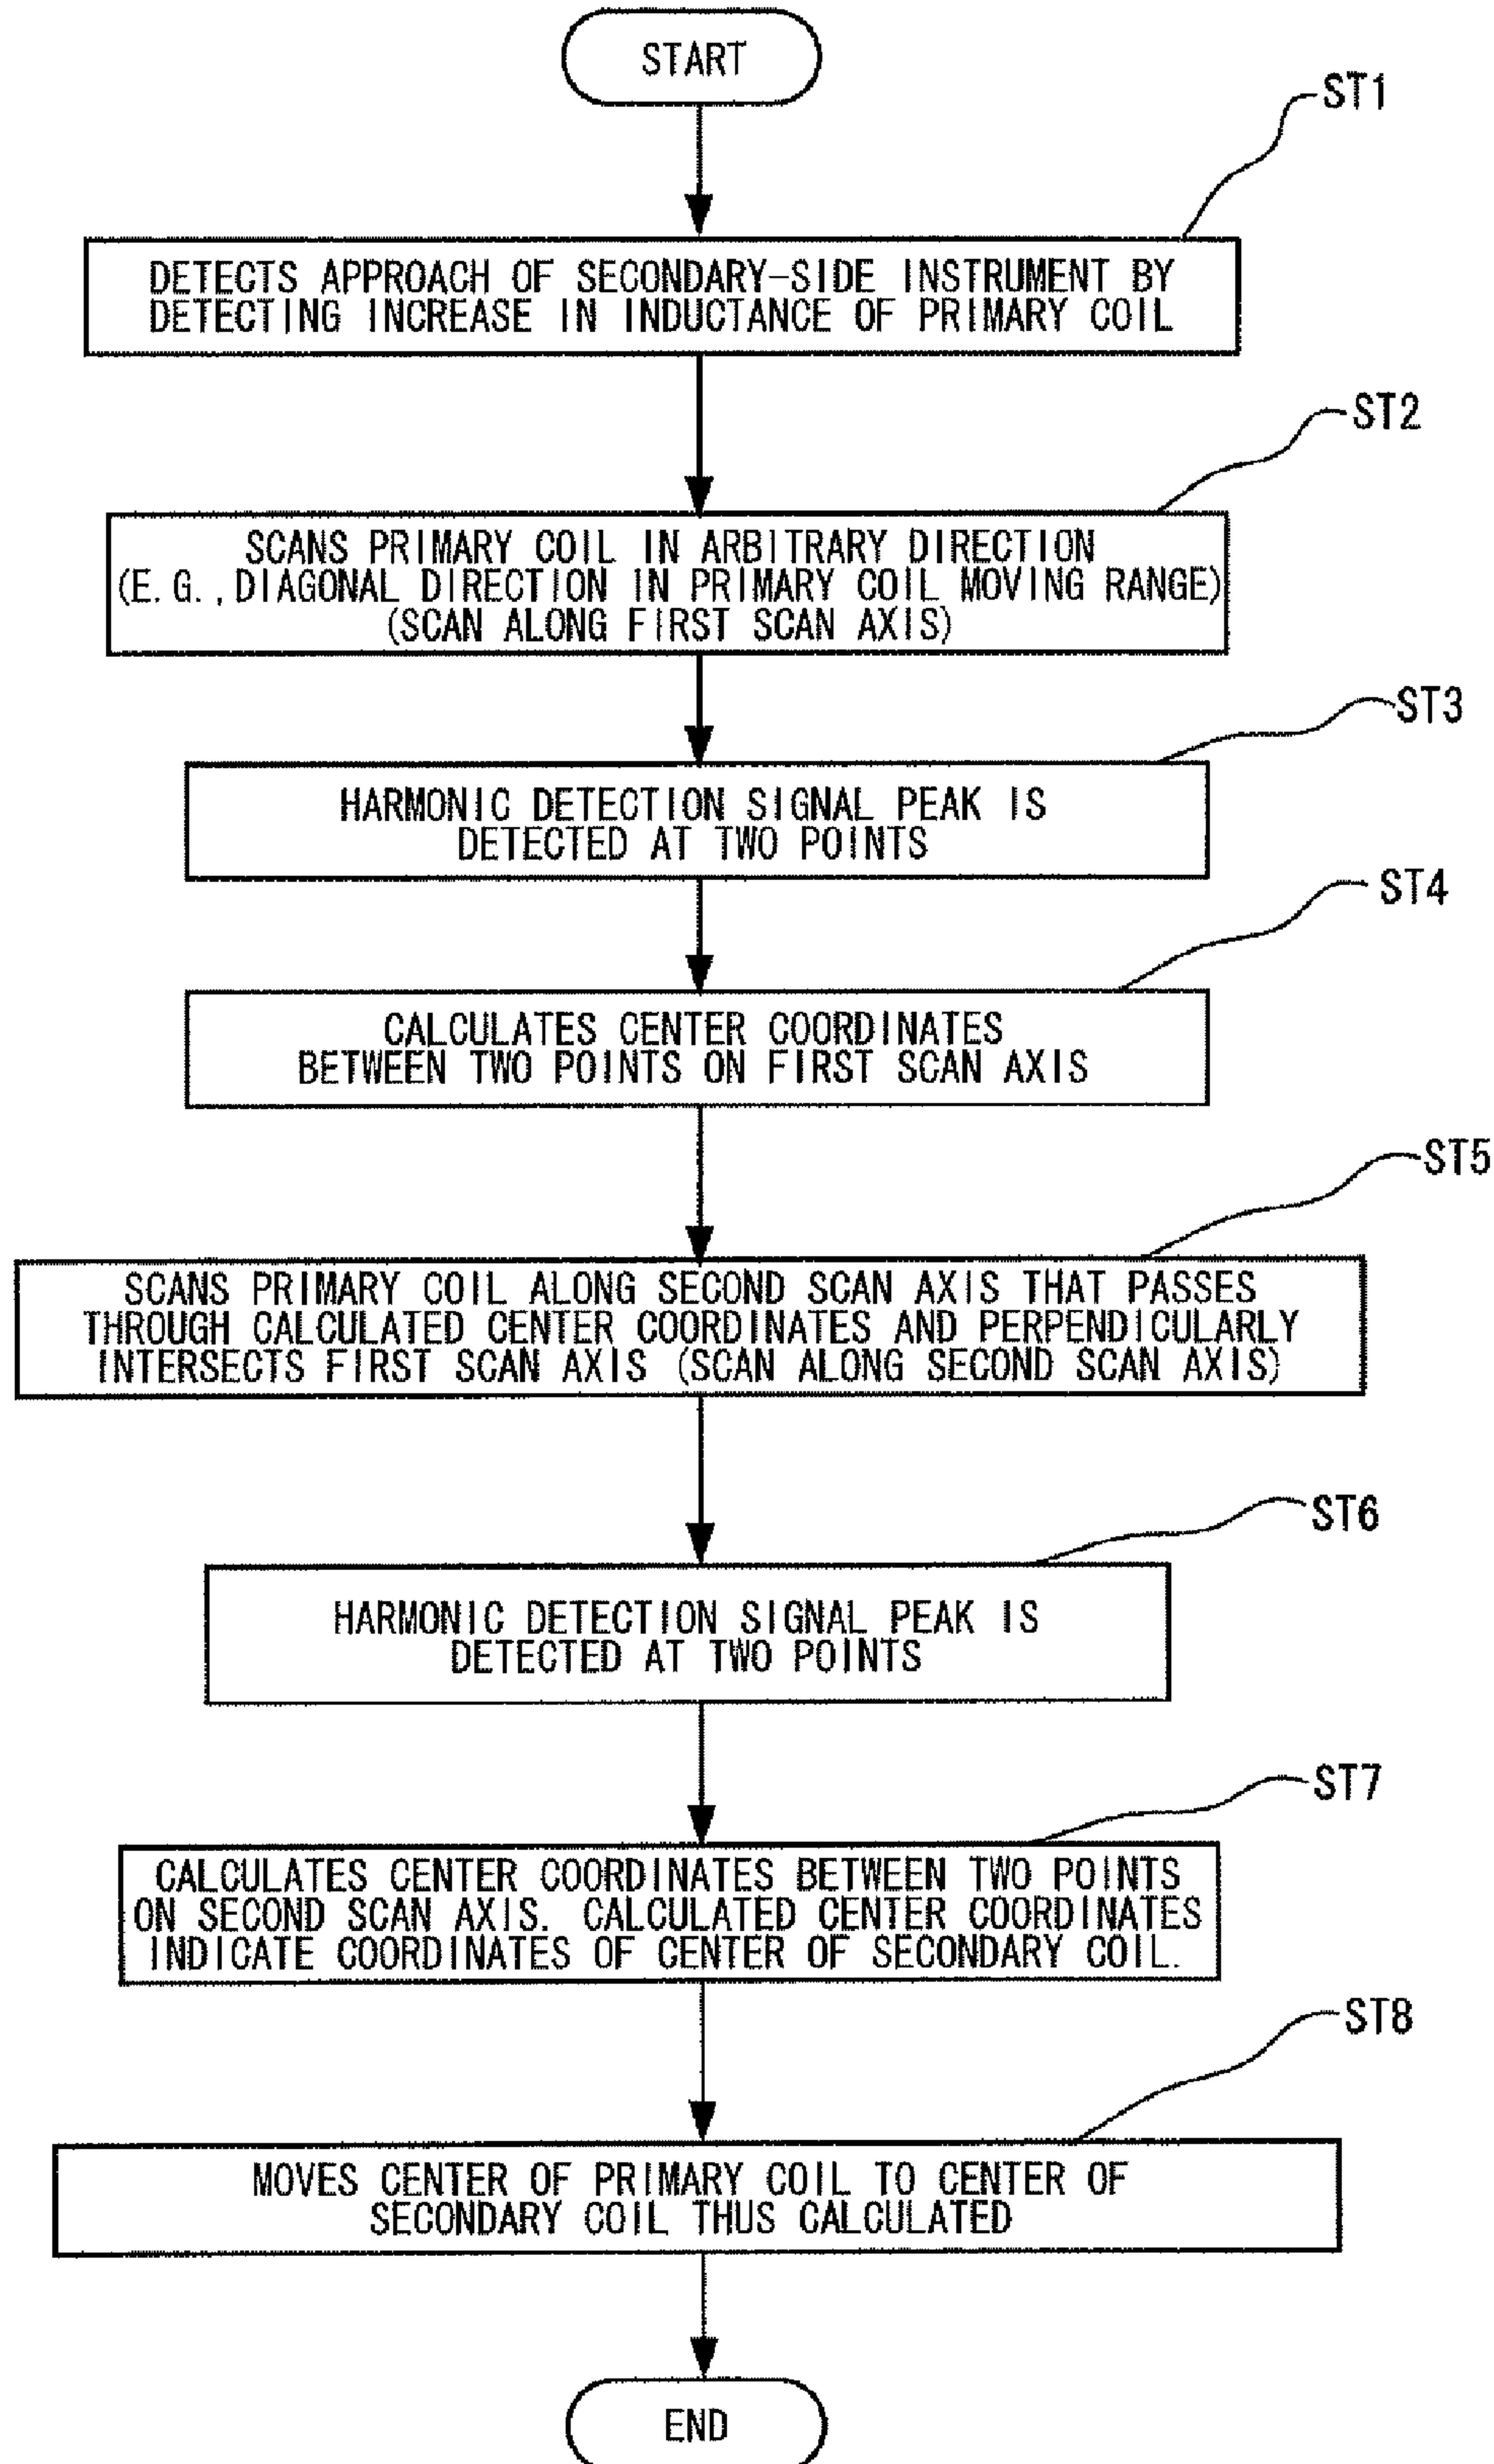 START
ST1
DETECTS APPROACH OF SECONDARY-SIDE INSTRUMENT BY
DETECTING INCREASE IN INDUCTANCE OF PRIMARY COIL
ST2
SCANS PRIMARY COIL IN ARBITRARY DIRECTION
(E.G., DIAGONAL DIRECTION IN PRIMARY COIL MOVING RANGE)
(SCAN ALONG FIRST SCAN AXIS)
ST3
HARMONIC DETECTION SIGNAL PEAK IS
DETECTED AT TWO POINTS
ST4
CALCULATES CENTER COORDINATES
BETWEEN TWO POINTS ON FIRST SCAN AXIS
ST5
SCANS PRIMARY COIL ALONG SECOND SCAN AXIS THAT PASSES
THROUGH CALCULATED CENTER COORDINATES AND PERPENDICULARLY
INTERSECTS FIRST SCAN AXIS (SCAN ALONG SECOND SCAN AXIS)
ST6
HARMONIC DETECTION SIGNAL PEAK IS
DETECTED AT TWO POINTS
ST7
CALCULATES CENTER COORDINATES BETWEEN TWO POINTS
ON SECOND SCAN AXIS. CALCULATED CENTER COORDINATES
INDICATE COORDINATES OF CENTER OF SECONDARY COIL.
ST8
MOVES CENTER OF PRIMARY COIL TO CENTER OF
SECONDARY COIL THUS CALCULATED
END